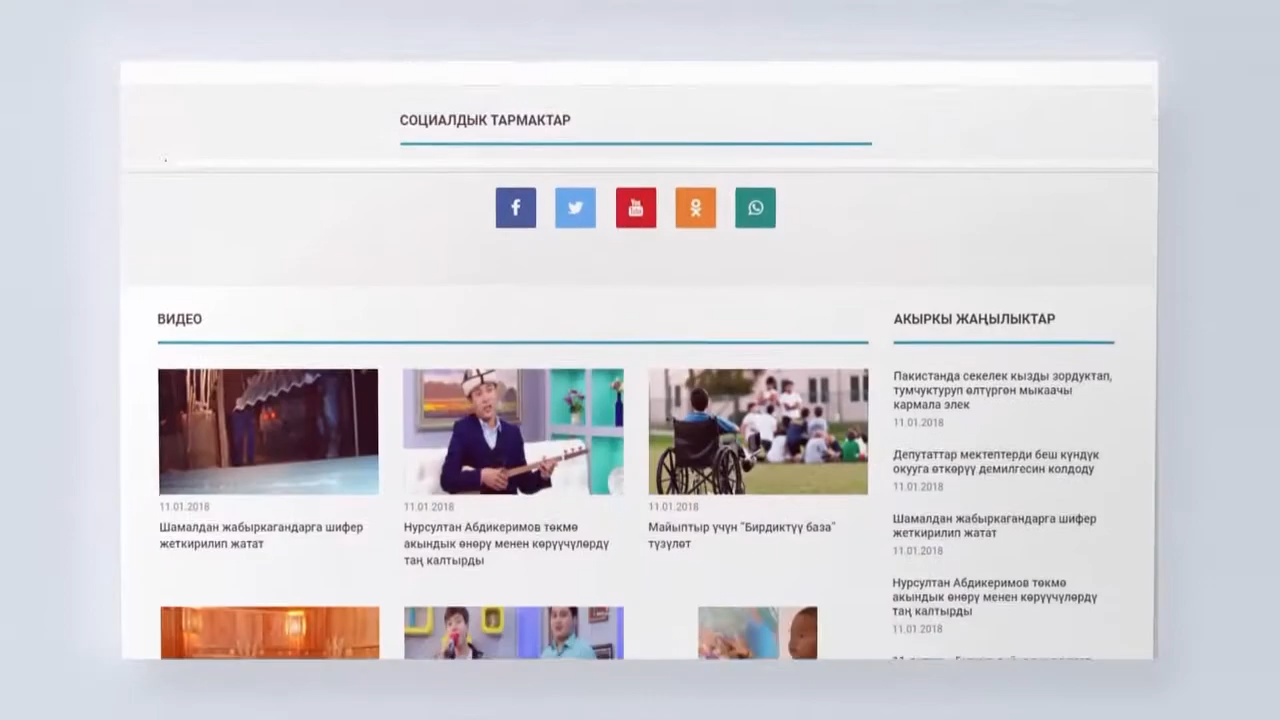 СОЦИАЛДЫК ТАРМАКТАР
ВИДЕО
11.01.2018
Шамалдан жабыркагандарга шифер
жеткирилип жатат
11.01.2018
Нурсултан Абдикеримов төкмө
акындык өнөрү менен көрүүчүлөрдү
таң калтырды
11.01.2018
Майыптыр үчүн "Бирдиктүү база"
түзүлөт
АКЫРКЫ ЖАҢЫЛЫКТАР
Пакистанда секелек кызды зордуктап,
тумчуктуруп өлтүргөн мыкаачы
кармала элек
11.01.2018
Депутаттар мектептерди беш күндүк
окууга өткөрүү демилгесин колдоду
11.01.2018
Шамалдан жабыркагандарга шифер
жеткирилип жатат
11.01.2018
Нурсултан Абдикеримов төкмө
акындык өнөрү менен көрүүчүлөрдү
таң калтырды
11.01.2018